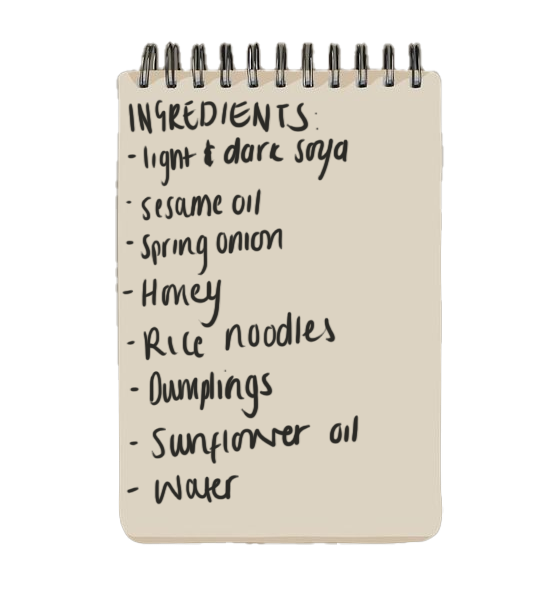 INGREDIENTS:
- light & dark soya
- sesame oil
- spring onion
- Honey
- Rice noodles
- Dumplings
- Sunflower oil
- Water